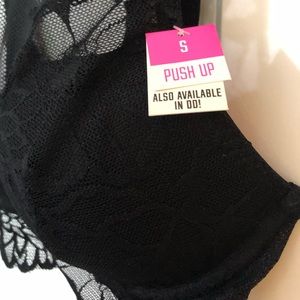 S
PUSH UP
ALSO AVAILABLE
IN DD!